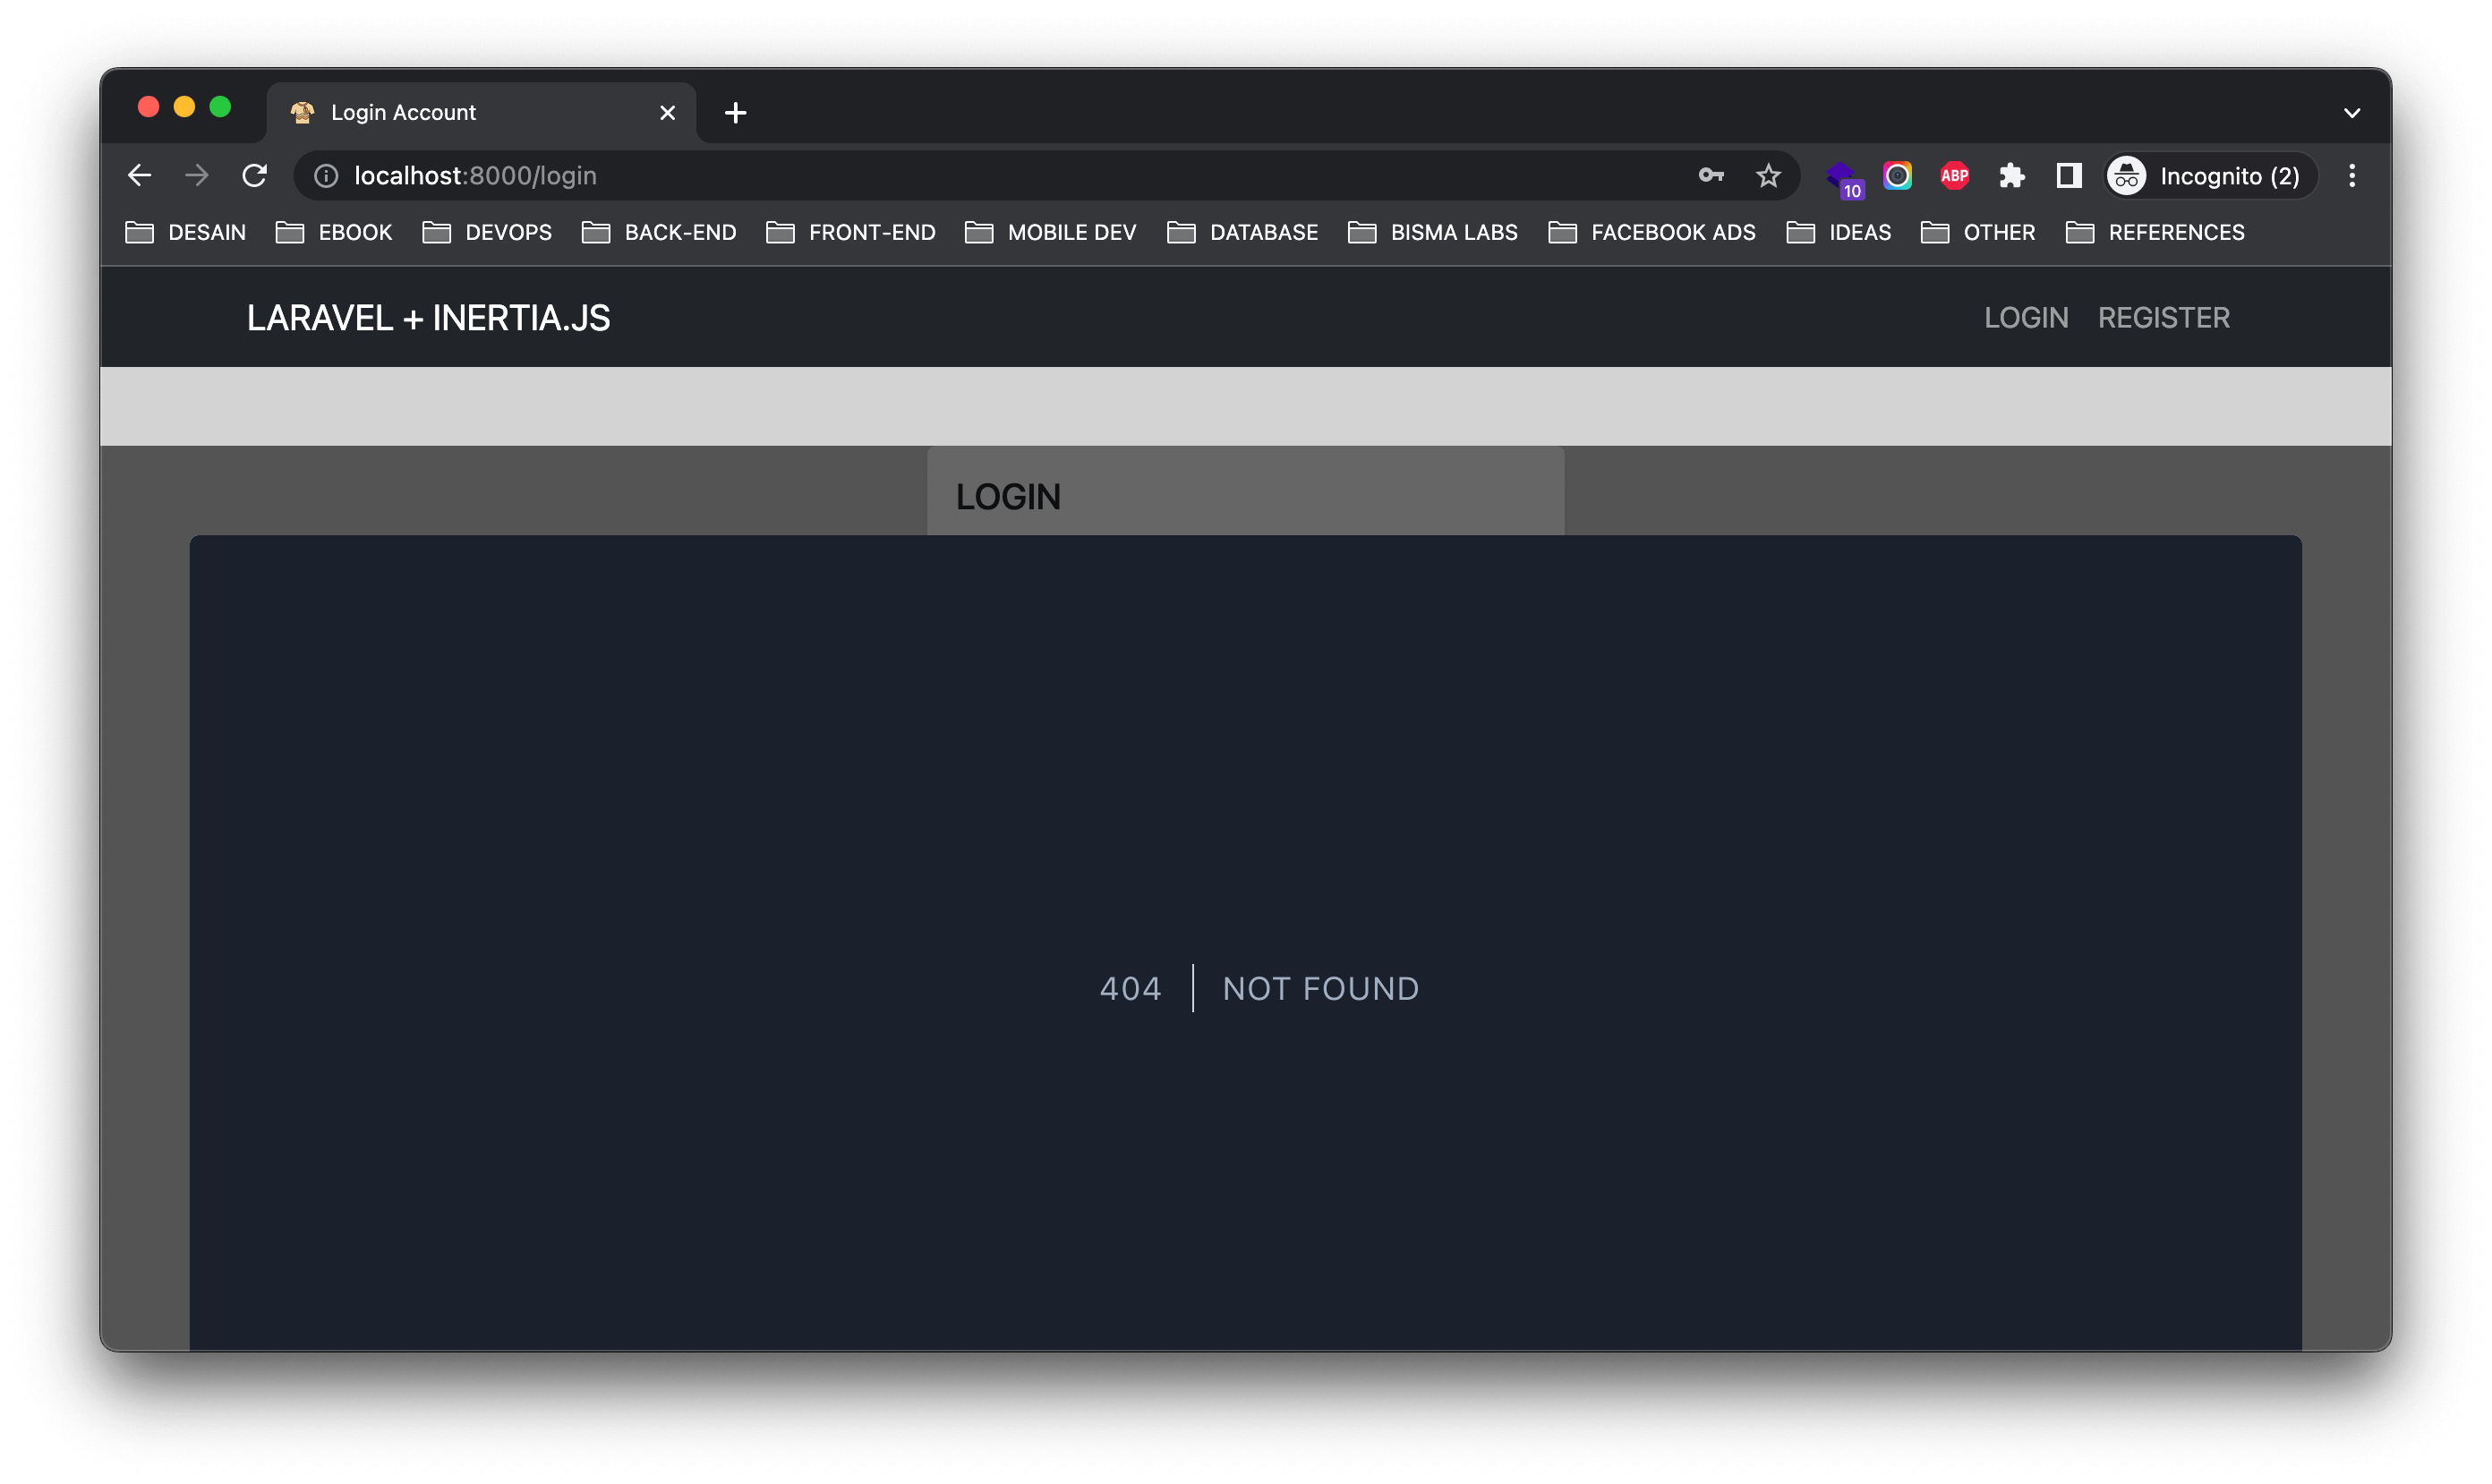 Login Account
localhost:8000/login
10
ABP
Incognito (2)
DESAIN EBOOK DEVOPS BACK-END FRONT-END MOBILE DEV DATABASE BISMA LABS FACEBOOK ADS IDEAS OTHER REFERENCES
LARAVEL + INERTIA.JS LOGIN REGISTER
LOGIN
404 NOT FOUND